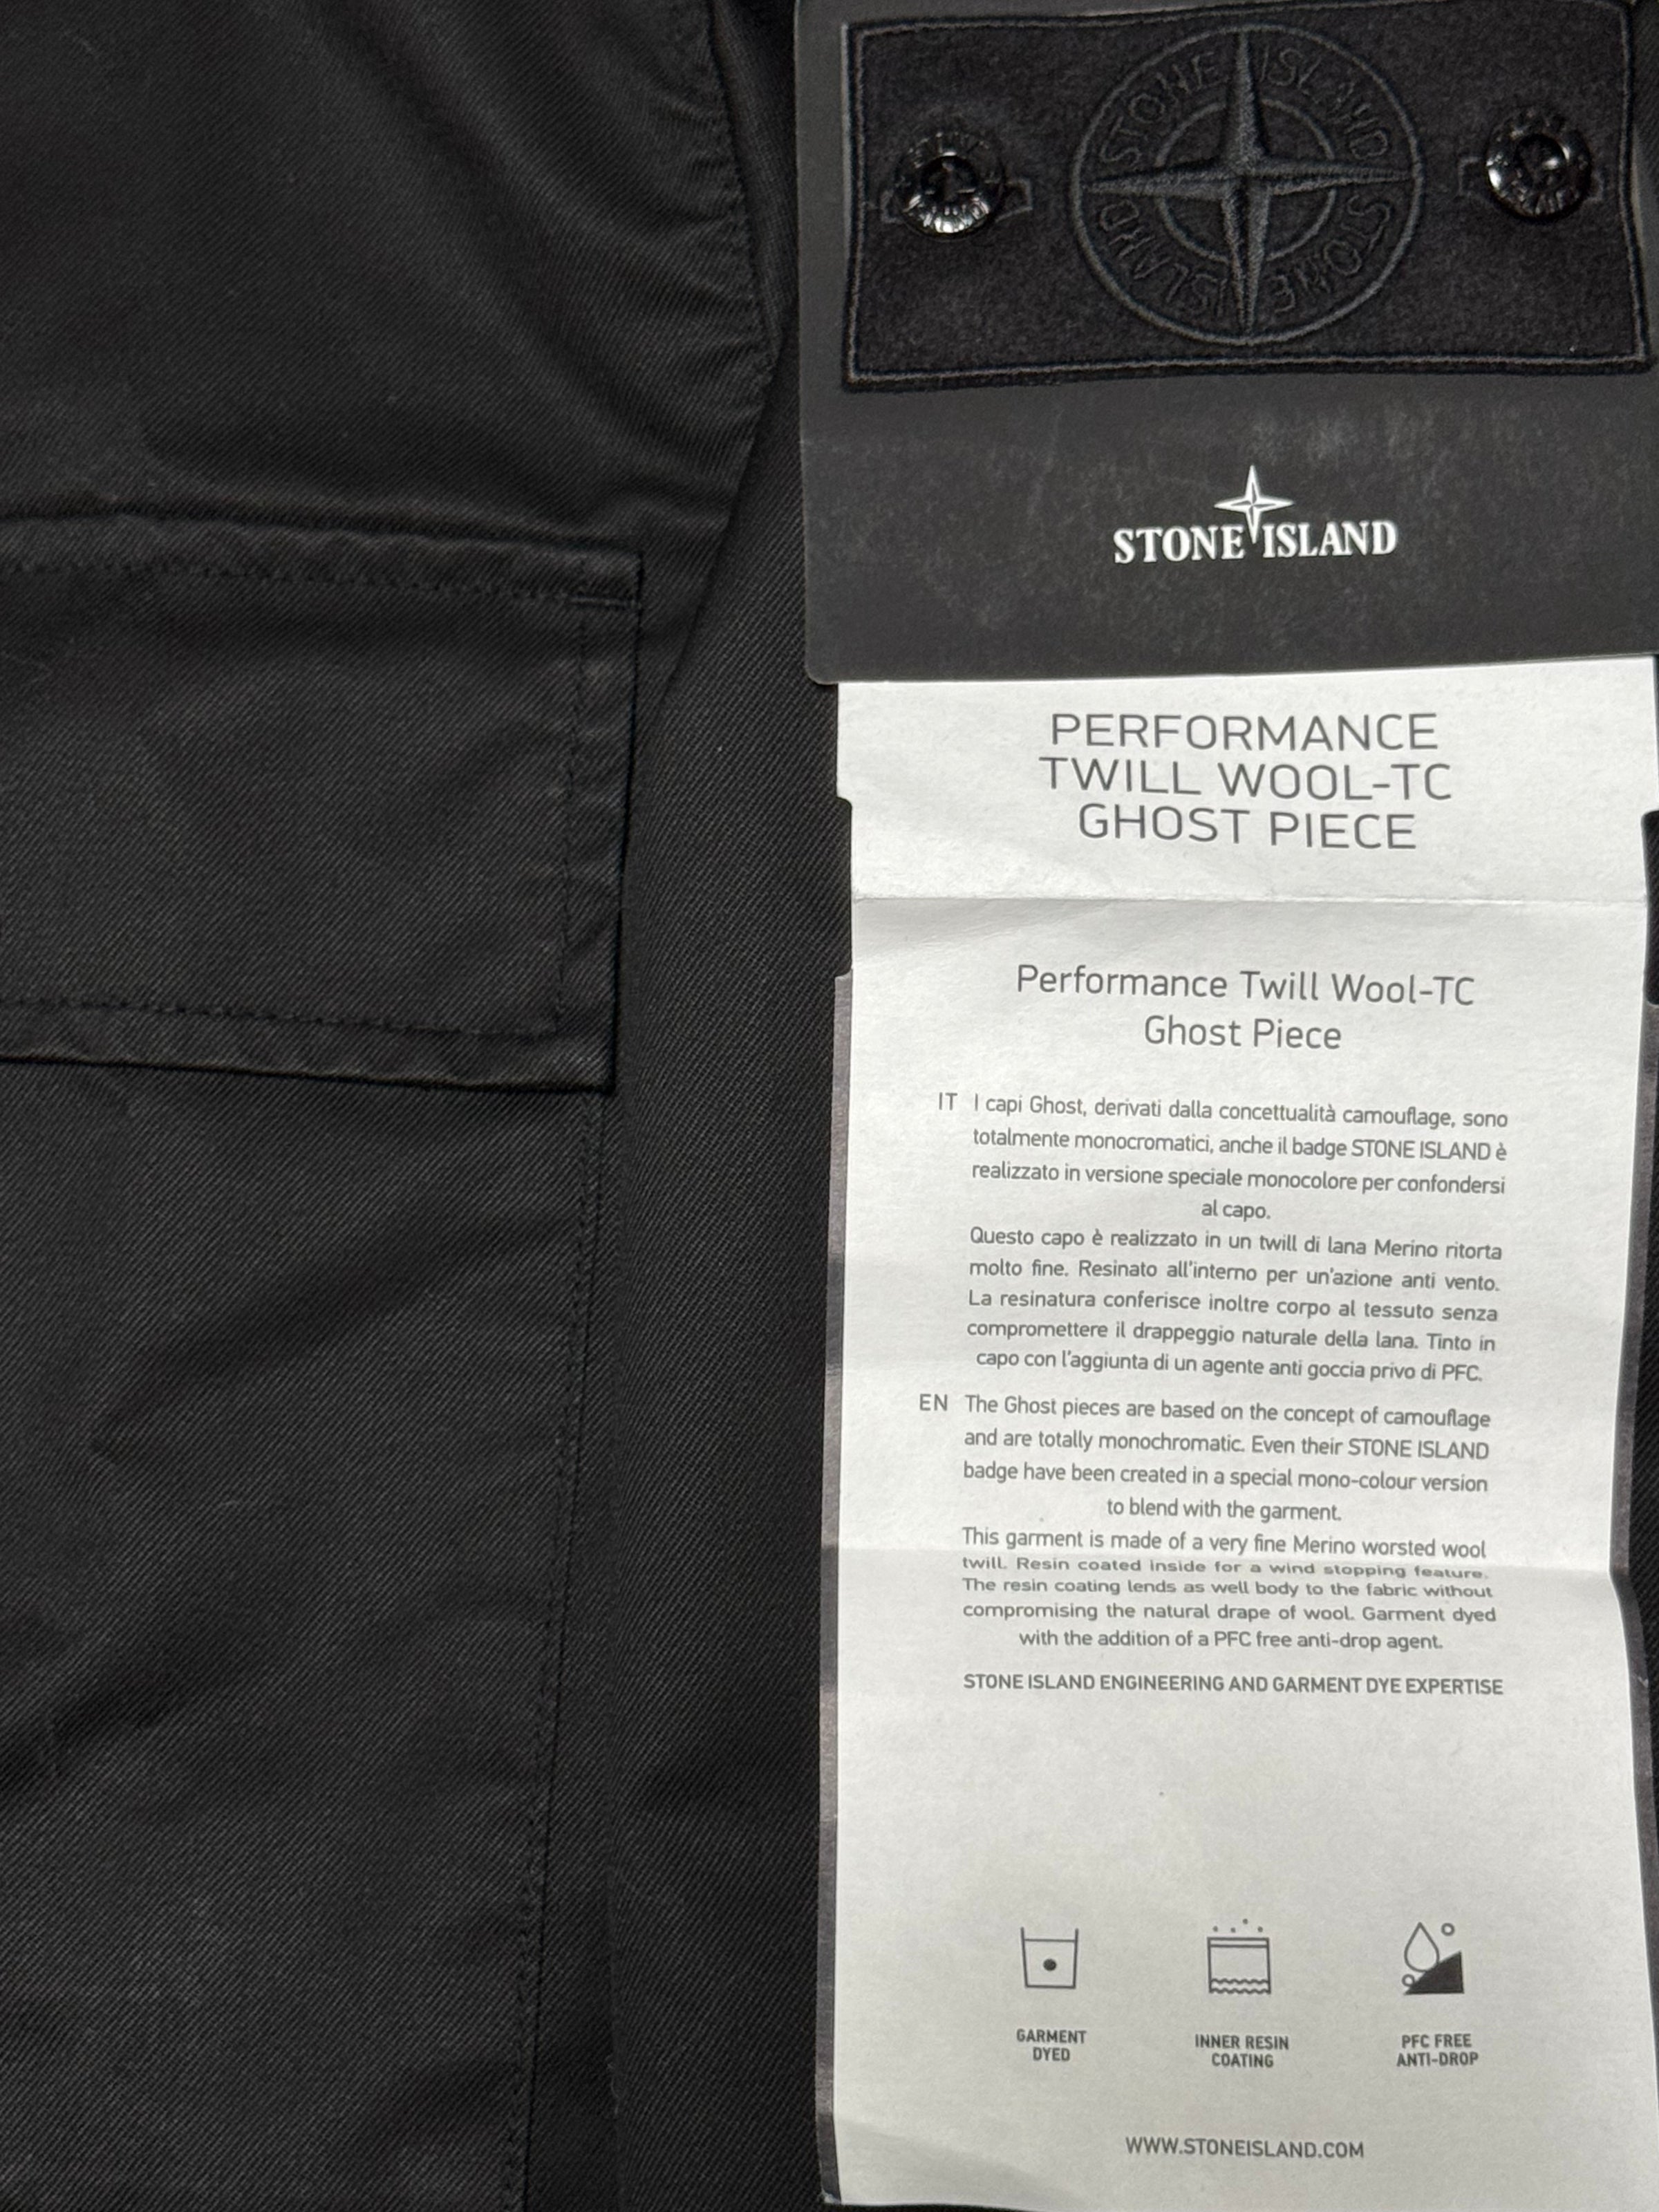 STONE ISLAND
STONE ISLAND
STONE ISLAND
PERFORMANCE
TWILL WOOL-TC
GHOST PIECE
Performance Twill Wool-TC
Ghost Piece
IT I capi Ghost, derivati dalla concettualità camouflage, sono
totalmente monocromatici, anche il badge STONE ISLAND è
realizzato in versione speciale monocolore per confondersi
al capo.
Questo capo è realizzato in un twill di lana Merino ritorta
molto fine. Resinato all'interno per un'azione anti vento.
La resinatura conferisce inoltre corpo al tessuto senza
compromettere il drappeggio naturale della lana. Tinto in
capo con l'aggiunta di un agente anti goccia privo di PFC.
EN The Ghost pieces are based on the concept of camouflage
and are totally monochromatic. Even their STONE ISLAND
badge have been created in a special mono-colour version
to blend with the garment.
This garment is made of a very fine Merino worsted wool
twill. Resin coated inside for a wind stopping feature.
The resin coating lends as well body to the fabric without
compromising the natural drape of wool. Garment dyed
with the addition of a PFC free anti-drop agent.
STONE ISLAND ENGINEERING AND GARMENT DYE EXPERTISE
GARMENT
DYED
INNER RESIN
COATING
PFC FREE
ANTI-DROP
WWW.STONEISLAND.COM